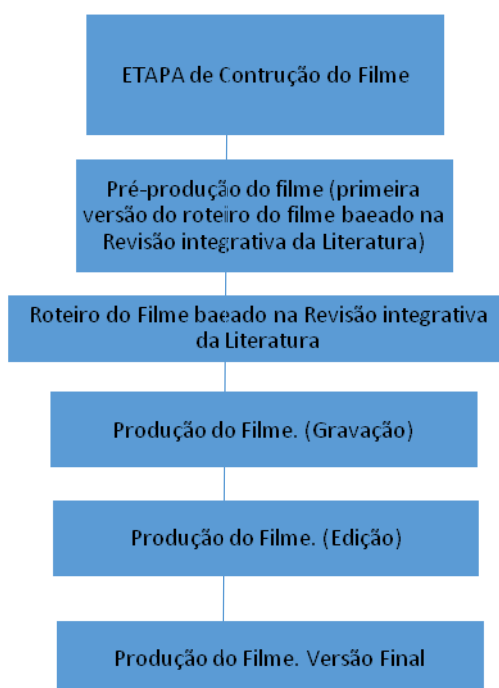 ETAPA de Contrução do Filme
Pré-produção do filme (primeira
versão do roteiro do filme baeado na
Revisão integrativa da Literatura)
Roteiro do Filme baeado na Revisão integrativa
da Literatura
Produção do Filme. (Gravação)
Produção do Filme. (Edição)
Produção do Filme. Versão Final